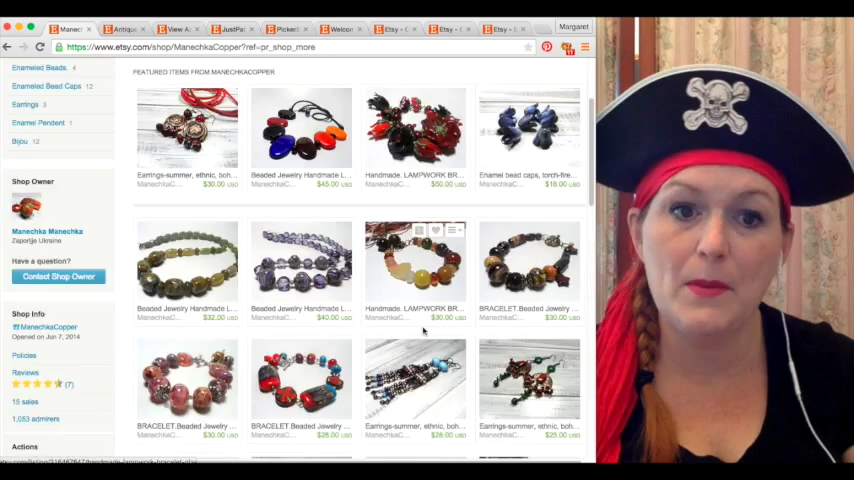 Manech
Antiqu
View A
JustPat
Picker
Welcon
Etsy - 
Etsy - 
Etsy - 
Margaret
https://www.etsy.com/shop/ManechkaCopper?ref=pr_shop_more
Enameled Beads. 4
Enameled Bead Caps 12
Earrings 3
Enamel Pendent 1
Bijou 12
Shop Owner
Manechka Manechka
Zaporijje Ukraine
Have a question?
Contact Shop Owner
Shop Info
ManechkaCopper
Opened on Jun 7, 2014
Policies
Reviews
(7)
15 sales
1,053 admirers
Actions
FEATURED ITEMS FROM MANECHKACOPPER
Earrings-summer, ethnic, boh...
ManechkaC... $30.00 USD
Beaded Jewelry Handmade L...
ManechkaC... $45.00 USD
Handmade. LAMPWORK BR...
ManechkaC... $50.00 USD
Enamel bead caps, torch-fire...
ManechkaC... $18.00 USD
Beaded Jewelry Handmade L...
ManechkaC... $32.00 USD
Beaded Jewelry Handmade L...
ManechkaC... $40.00 USD
Handmade. LAMPWORK BR...
ManechkaC... $30.00 USD
BRACELET.Beaded Jewelry ...
ManechkaC... $30.00 USD
BRACELET.Beaded Jewelry ...
ManechkaC... $30.00 USD
BRACELET.Beaded Jewelry ...
ManechkaC... $28.00 USD
Earrings-summer, ethnic, boh...
ManechkaC... $28.00 USD
Earrings-summer, ethnic, boh...
ManechkaC... $25.00 USD